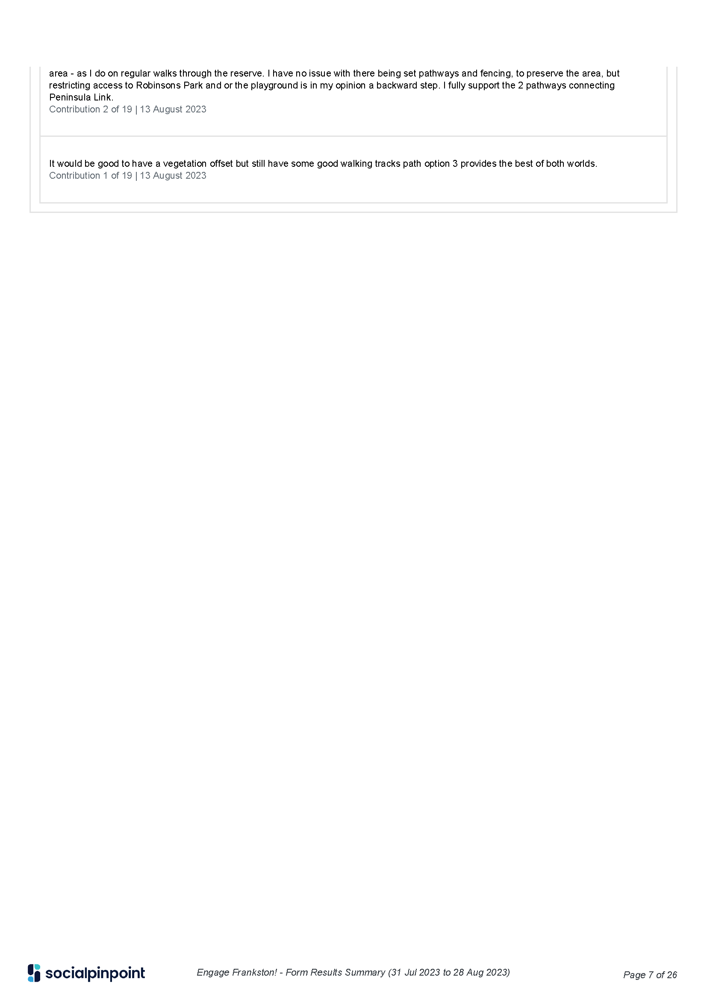 area - as I do on regular walks through the reserve. I have no issue with there being set pathways and fencing, to preserve the area, but
restricting access to Robinsons Park and or the playground is in my opinion a backward step. I fully support the 2 pathways connecting
Peninsula Link.
Contribution 2 of 19 | 13 August 2023
It would be good to have a vegetation offset but still have some good walking tracks path option 3 provides the best of both worlds.
Contribution 1 of 19 | 13 August 2023
socialpinpoint
Engage Frankston! - Form Results Summary (31 Jul 2023 to 28 Aug 2023)
Page 7 of 26